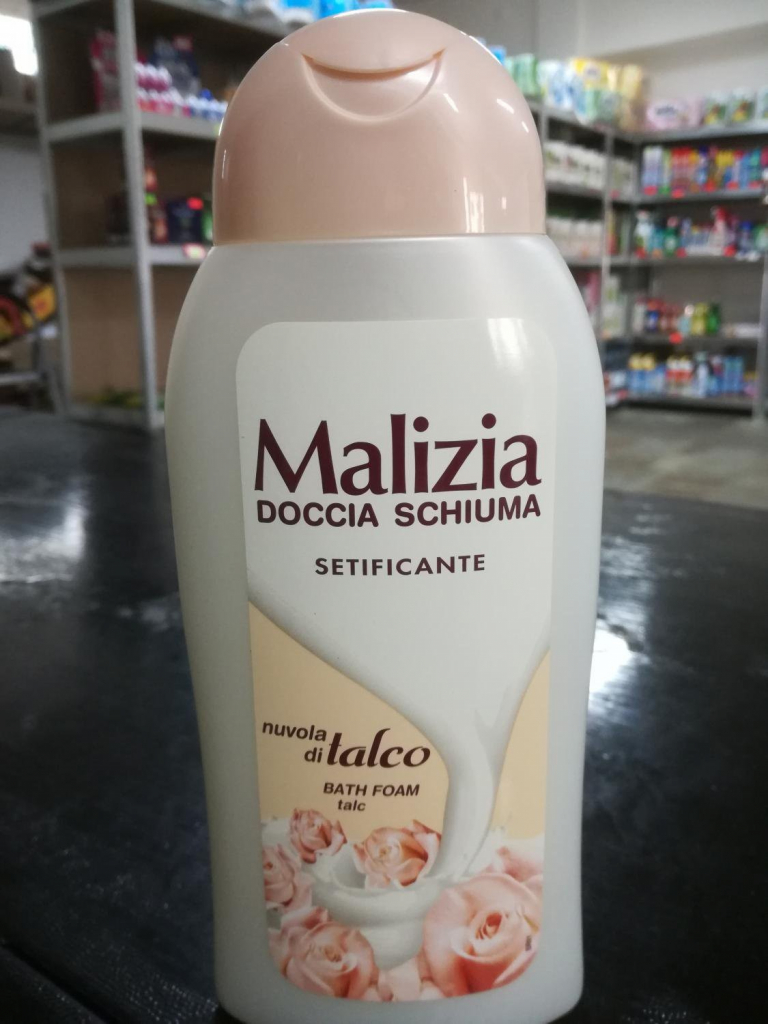 Malizia
DOCCIA SCHIUMA
SETIFICANTE
nuvola
di talco
BATH FOAM
talc